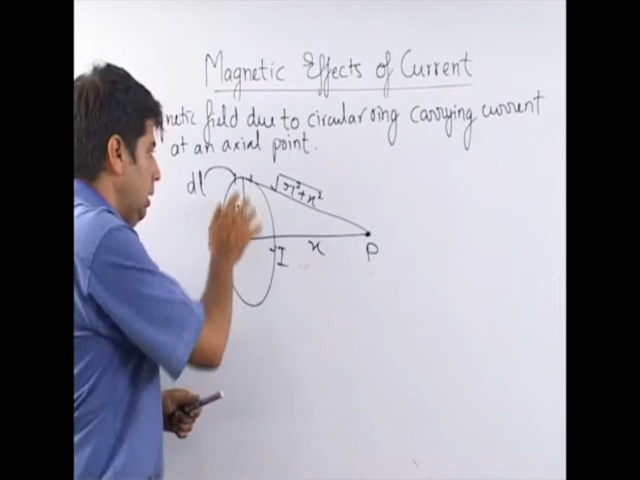 Magnetic Effects of Current
netic field due to circular ring carrying current
at an axial point.
dl
√r²+x²
I
x
P